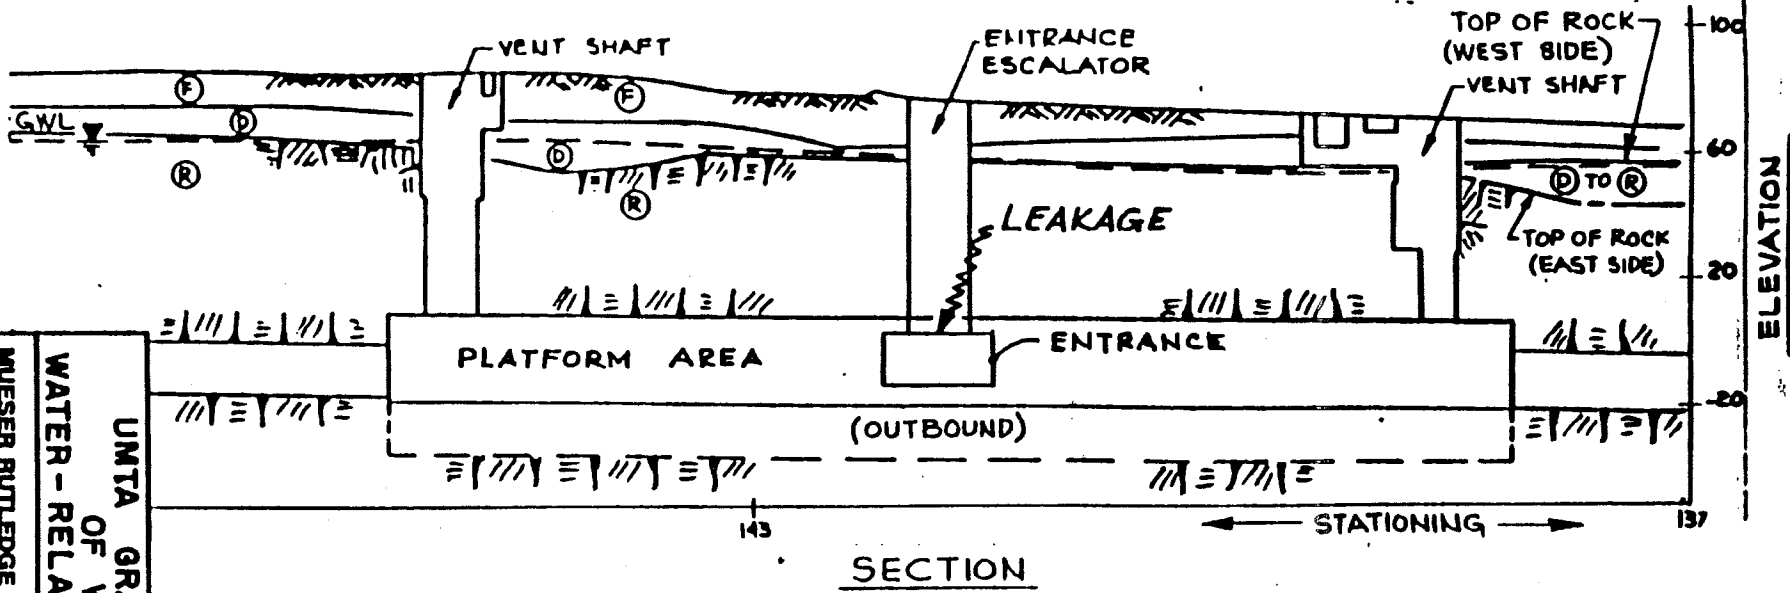 VENT SHAFT
ENTRANCE
ESCALATOR
TOP OF ROCK
(WEST SIDE)
VENT SHAFT
100
F
F
GWL
D
D
60
R
R
D TO R
LEAKAGE
TOP OF ROCK
(EAST SIDE)
20
ELEVATION
PLATFORM AREA
ENTRANCE
-20
(OUTBOUND)
143
STATIONING
137
SECTION
UMTA GR
OF
WATER-RELA
MUESER RUTLEDGE